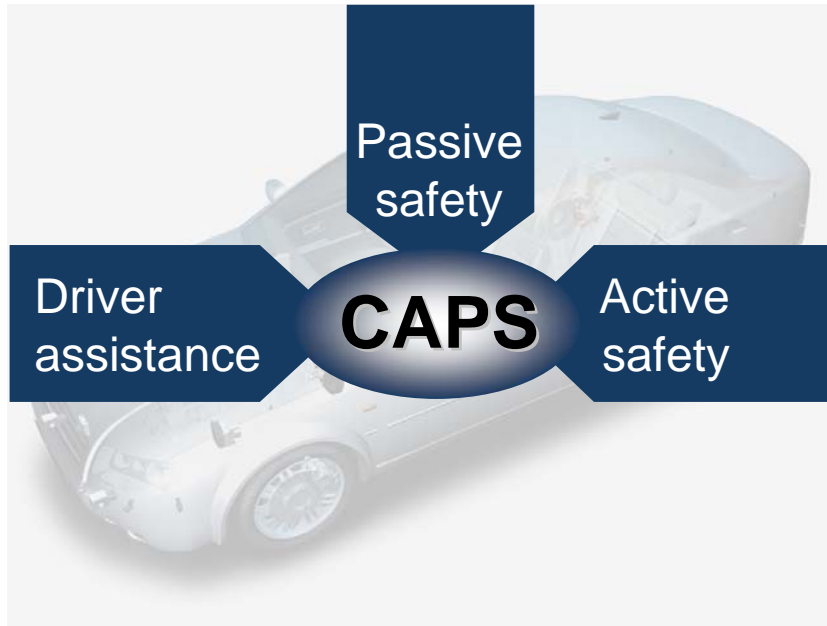 Passive
safety
Driver
assistance
CAPS
Active
safety